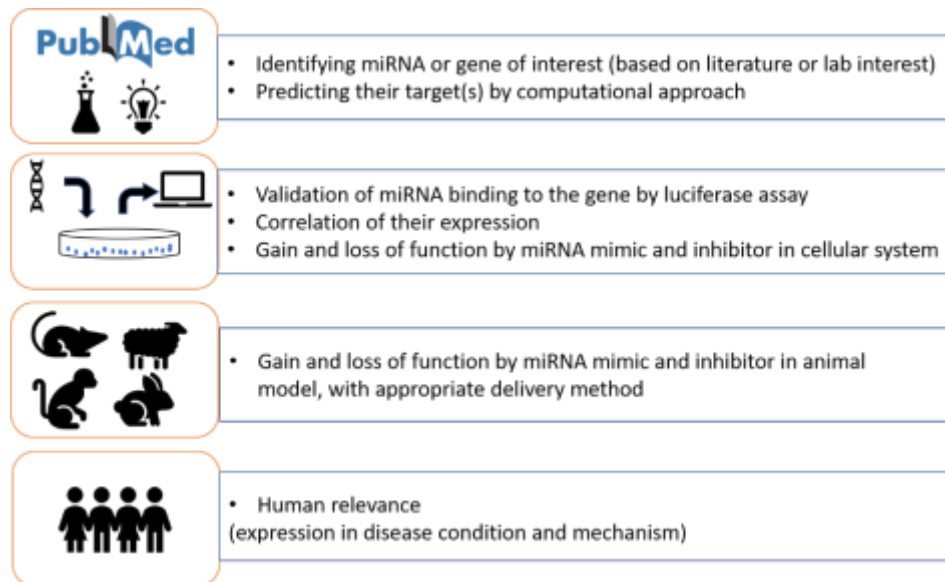 PubMed
• Identifying miRNA or gene of interest (based on literature or lab interest)
• Predicting their target(s) by computational approach
• Validation of miRNA binding to the gene by luciferase assay
• Correlation of their expression
• Gain and loss of function by miRNA mimic and inhibitor in cellular system
• Gain and loss of function by miRNA mimic and inhibitor in animal
model, with appropriate delivery method
• Human relevance
(expression in disease condition and mechanism)